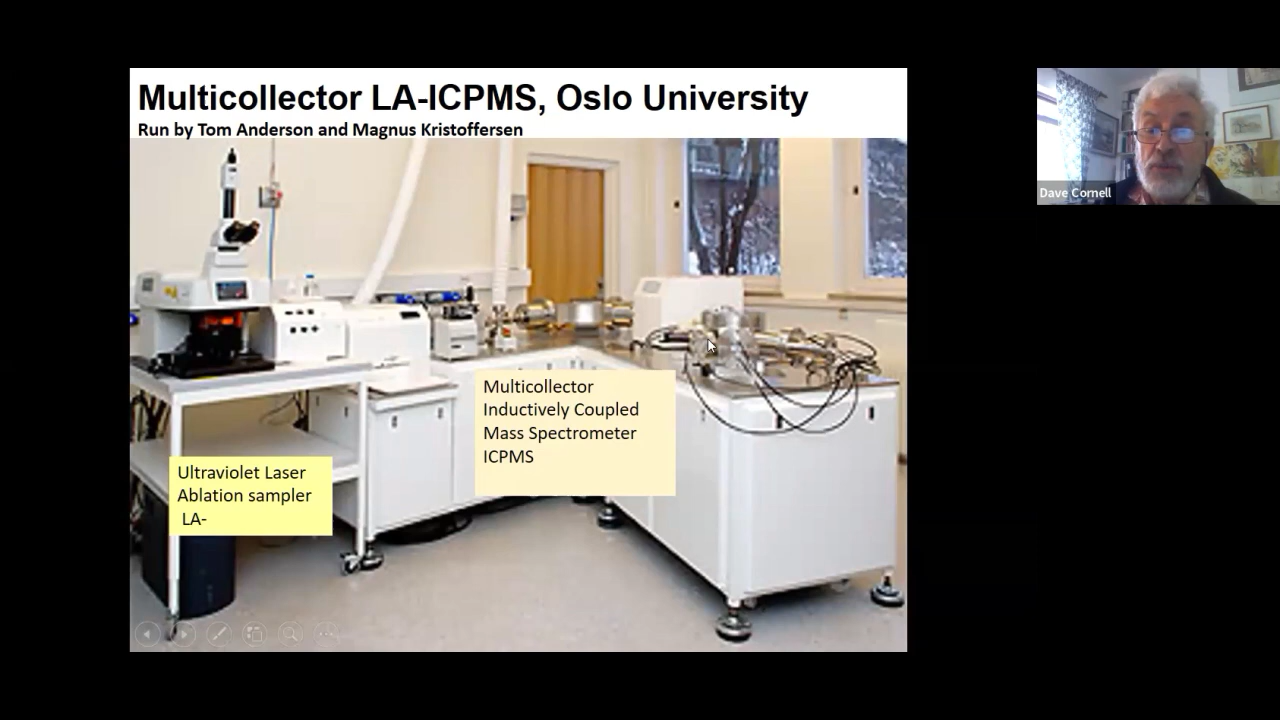 Multicollector LA-ICPMS, Oslo University
Run by Tom Anderson and Magnus Kristoffersen
Dave Cornell
Multicollector
Inductively Coupled
Mass Spectrometer
ICPMS
Ultraviolet Laser
Ablation sampler
LA-